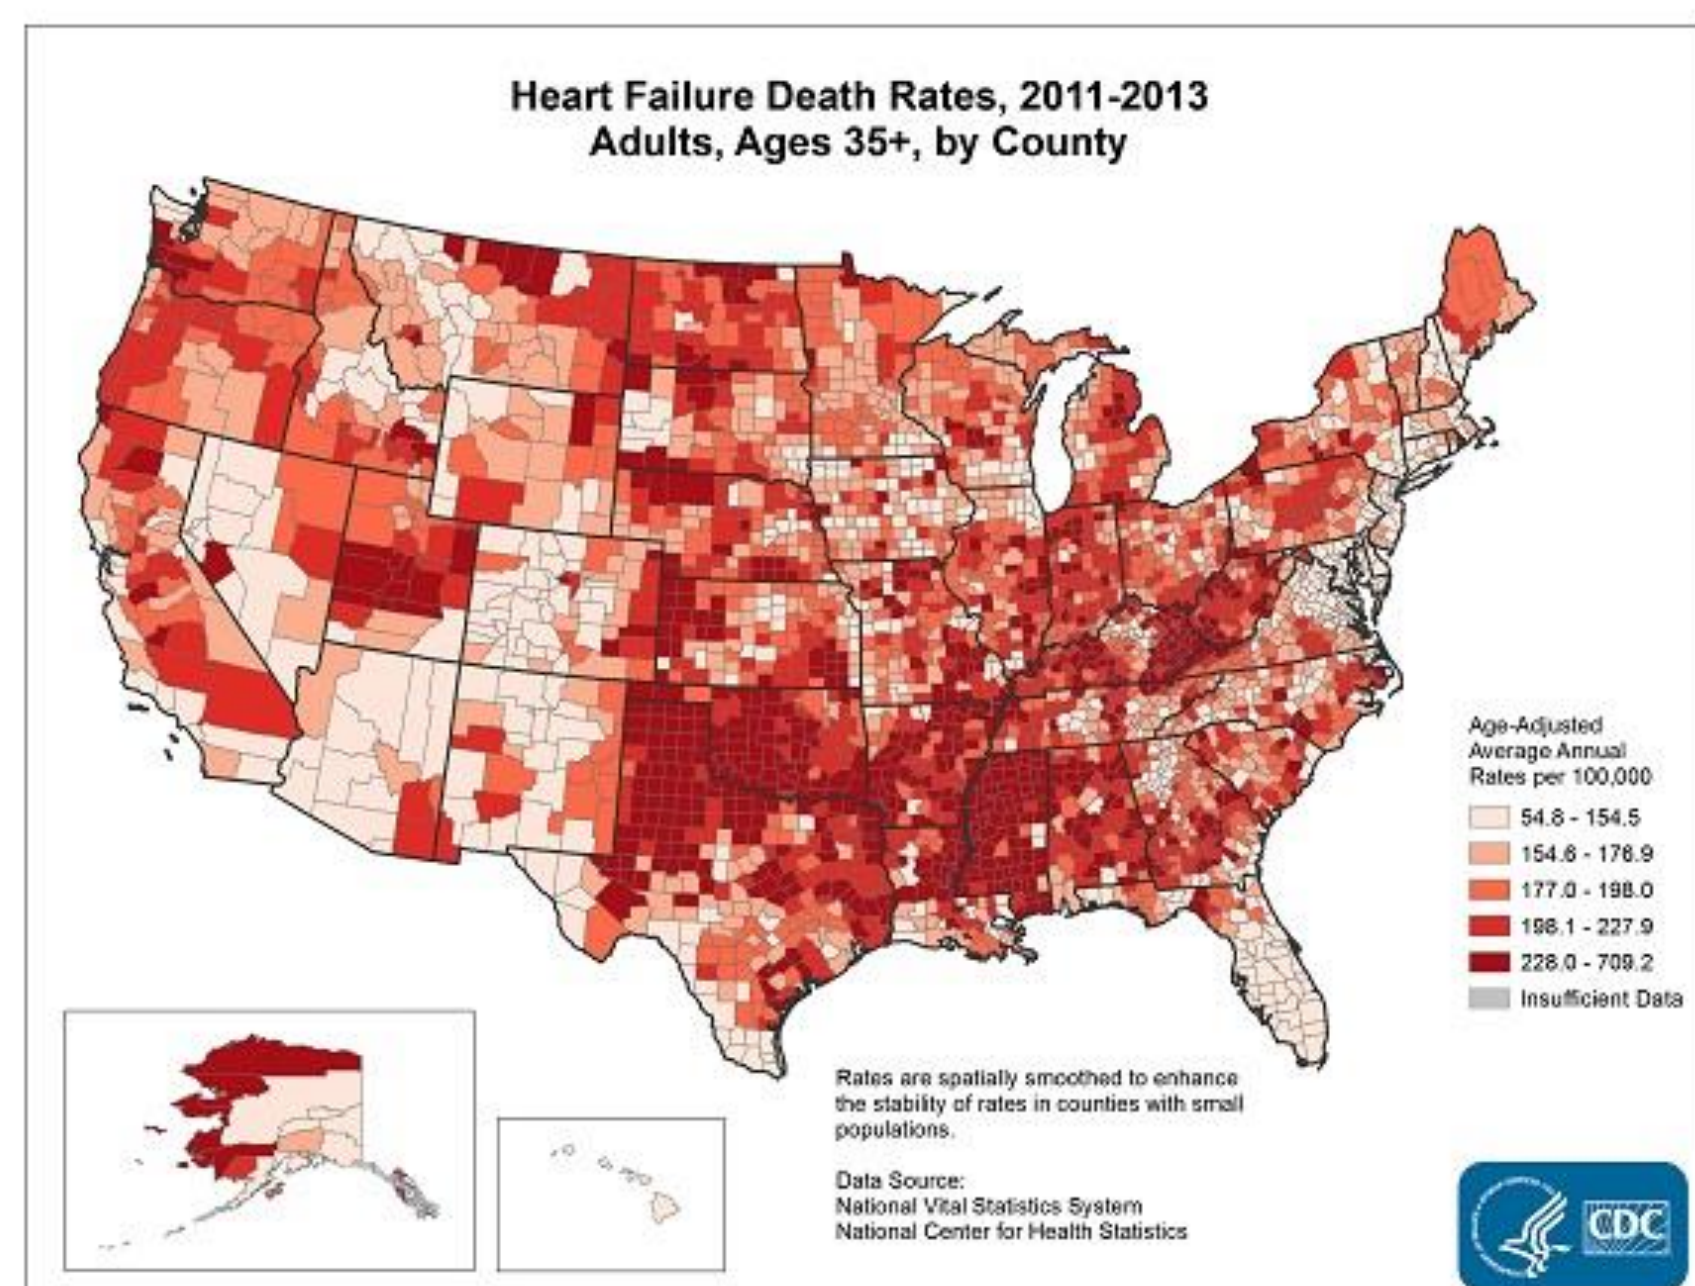 Heart Failure Death Rates, 2011-2013
Adults, Ages 35+, by County
Age-Adjusted
Average Annual
Rates per 100,000
54.8 - 154.5
154.6 - 176.9
177.0 - 198.0
198.1 - 227.9
228.0 - 709.2
Insufficient Data
Rates are spatially smoothed to enhance
the stability of rates in counties with small
populations.
Data Source:
National Vital Statistics System
National Center for Health Statistics
CDC